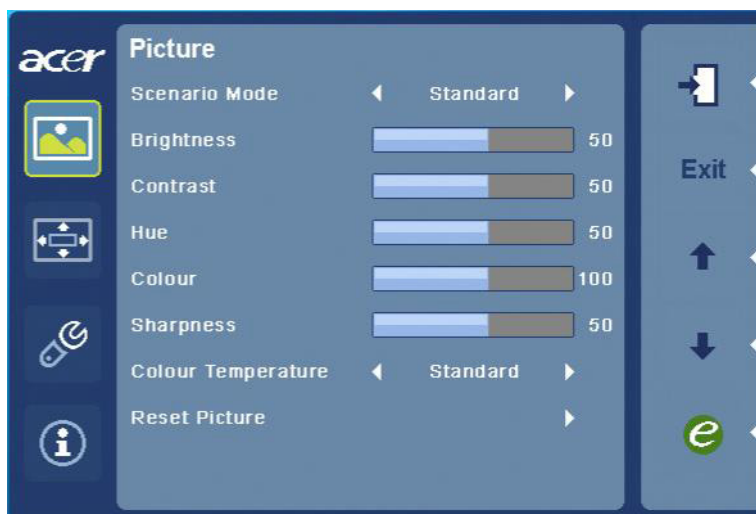 acer
Picture
Scenario Mode Standard
Brightness 50
Contrast 50
Hue 50
Colour 100
Sharpness 50
Colour Temperature Standard
Reset Picture
Exit
e